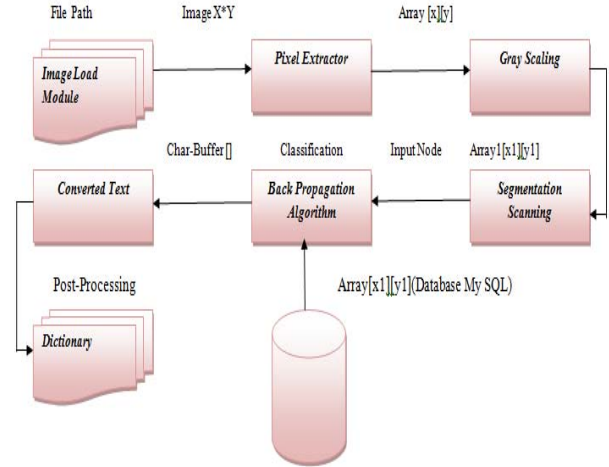 File Path
Image X*Y
Array [x][y]
Image Load
Module
Pixel Extractor
Gray Scaling
Char-Buffer []
Classification
Input Node
Array1[x1][y1]
Converted Text
Back Propagation
Algorithm
Segmentation
Scanning
Post-Processing
Array[x1][y1](Database My SQL)
Dictionary